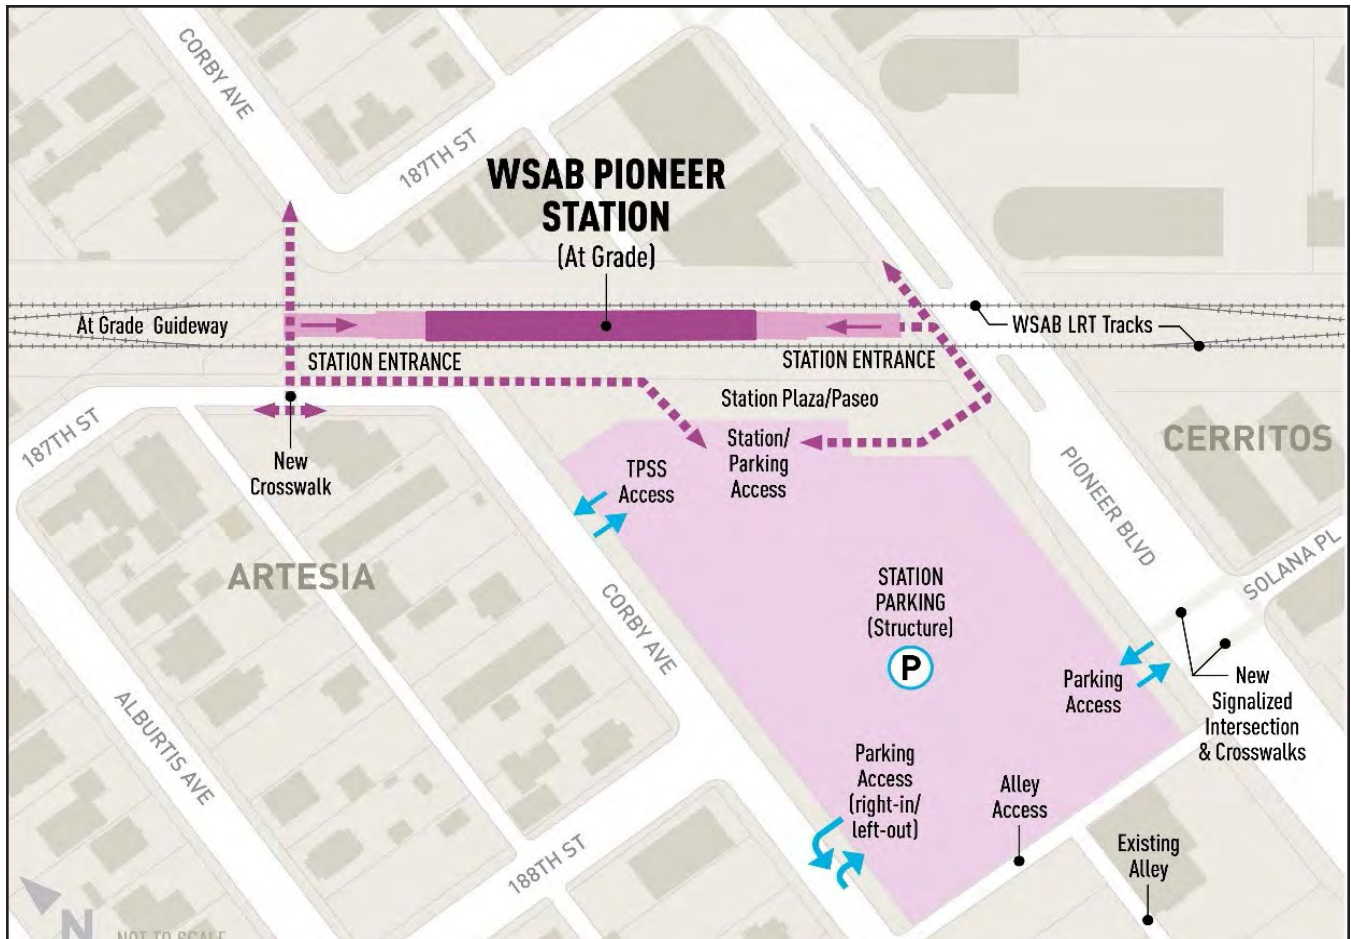 CORBY AVE
187TH ST
WSAB PIONEER
STATION
(At Grade)
At Grade Guideway
WSAB LRT Tracks
STATION ENTRANCE
STATION ENTRANCE
Station Plaza/Paseo
187TH ST
New
Crosswalk
TPSS
Access
Station/
Parking
Access
CERRITOS
PIONEER BLVD
SOLANA PL
ARTESIA
CORBY AVE
STATION
PARKING
(Structure)
P
Parking
Access
New
Signalized
Intersection
& Crosswalks
ALBURTIS AVE
Parking
Access
(right-in/
left-out)
Alley
Access
Existing
Alley
188TH ST
N
NOT TO SCALE